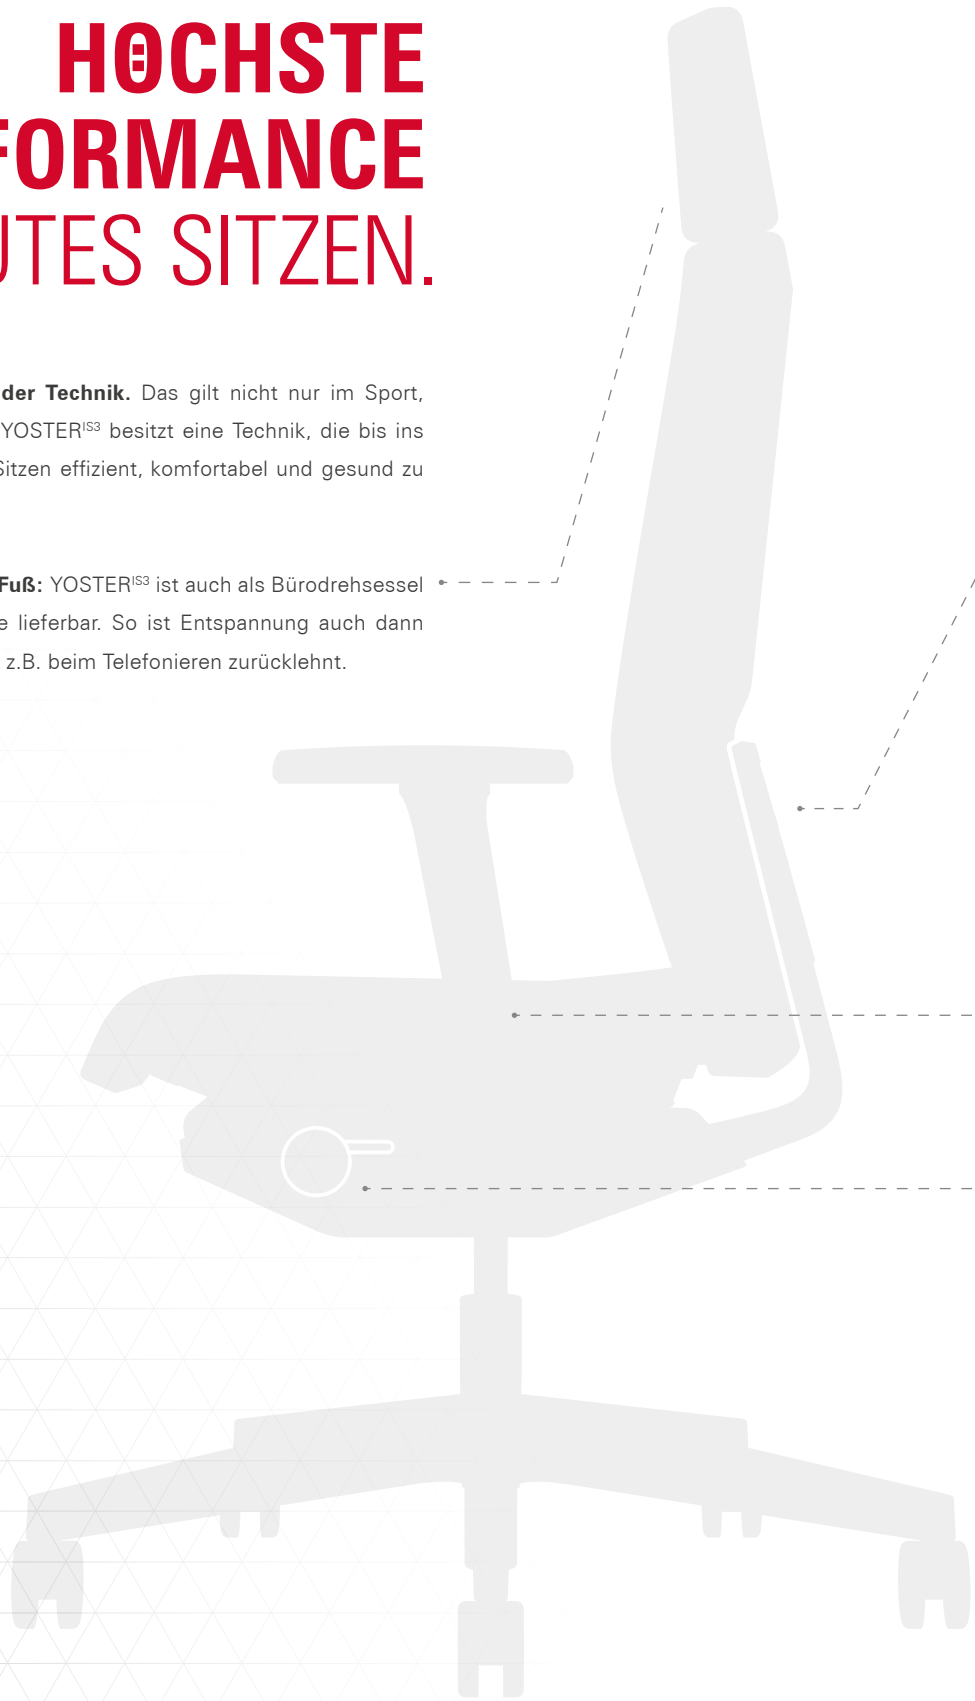 HÖCHSTE
FORMANCE
UTES SITZEN.
der Technik. Das gilt nicht nur im Sport,
YOSTERIS3 besitzt eine Technik, die bis ins
Sitzen effizient, komfortabel und gesund zu
Fuß: YOSTERIS3 ist auch als Bürodrehsessel
e lieferbar. So ist Entspannung auch dann
z.B. beim Telefonieren zurücklehnt.